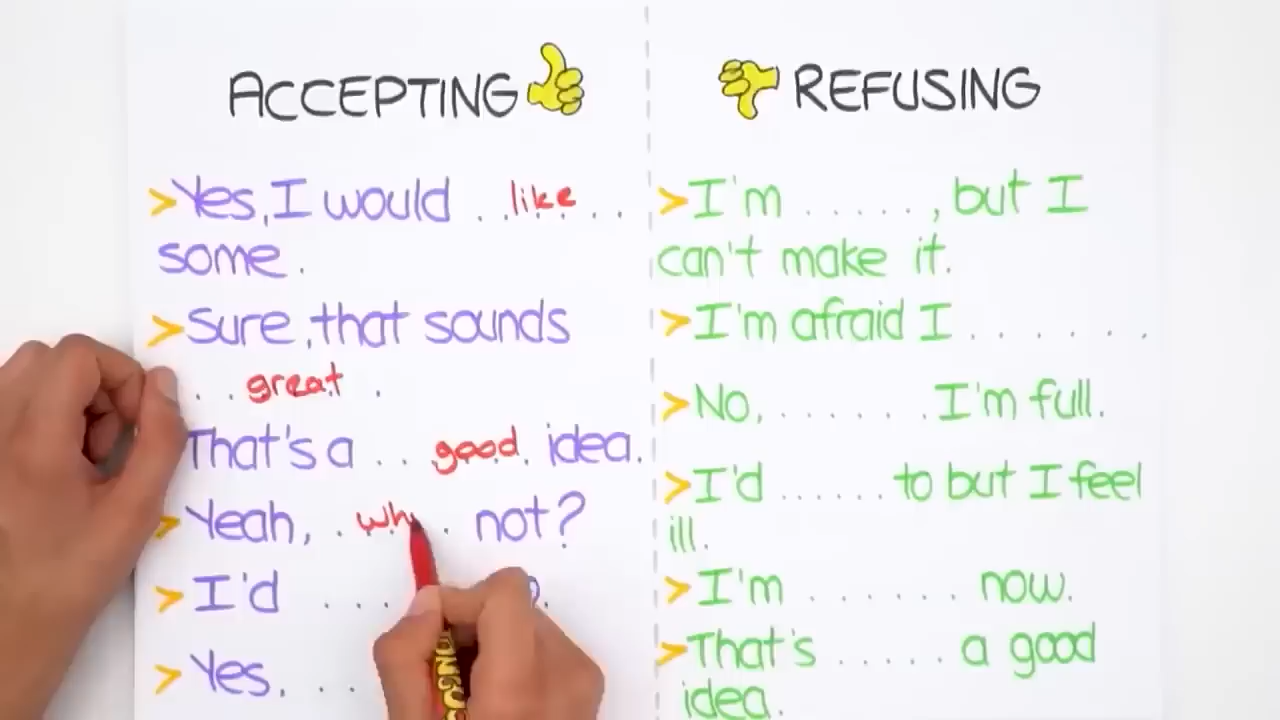 ACCEPTING
> Yes, I would . . like . . .
some.
> Sure, that sounds
. . great .
That's a . . good. idea.
> Yeah, . wh . not?
> I'd . . .
> Yes, . . .
REFUSING
> I'm . . . . . , but I
can't make it.
> I'm afraid I . . . . . . .
> No, . . . . . . . I'm full.
> I'd . . . . . . to but I feel
ill.
> I'm . . . . . . . now.
> That's . . . . . a good
idea.